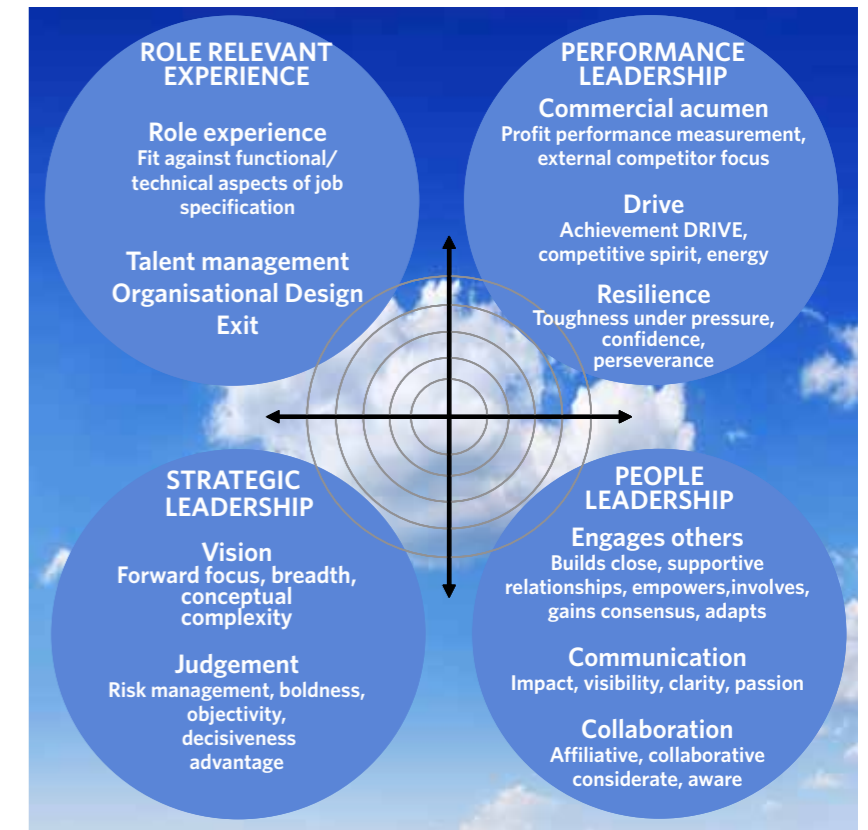 ROLE RELEVANT
EXPERIENCE
Role experience
Fit against functional/
technical aspects of job
specification
Talent management
Organisational Design
Exit
PERFORMANCE
LEADERSHIP
Commercial acumen
Profit performance measurement,
external competitor focus
Drive
Achievement DRIVE,
competitive spirit, energy
Resilience
Toughness under pressure,
confidence,
perseverance
STRATEGIC
LEADERSHIP
Vision
Forward focus, breadth,
conceptual
complexity
Judgement
Risk management, boldness,
objectivity,
decisiveness
advantage
PEOPLE
LEADERSHIP
Engages others
Builds close, supportive
relationships, empowers,involves,
gains consensus, adapts
Communication
Impact, visibility, clarity, passion
Collaboration
Affiliative, collaborative
considerate, aware